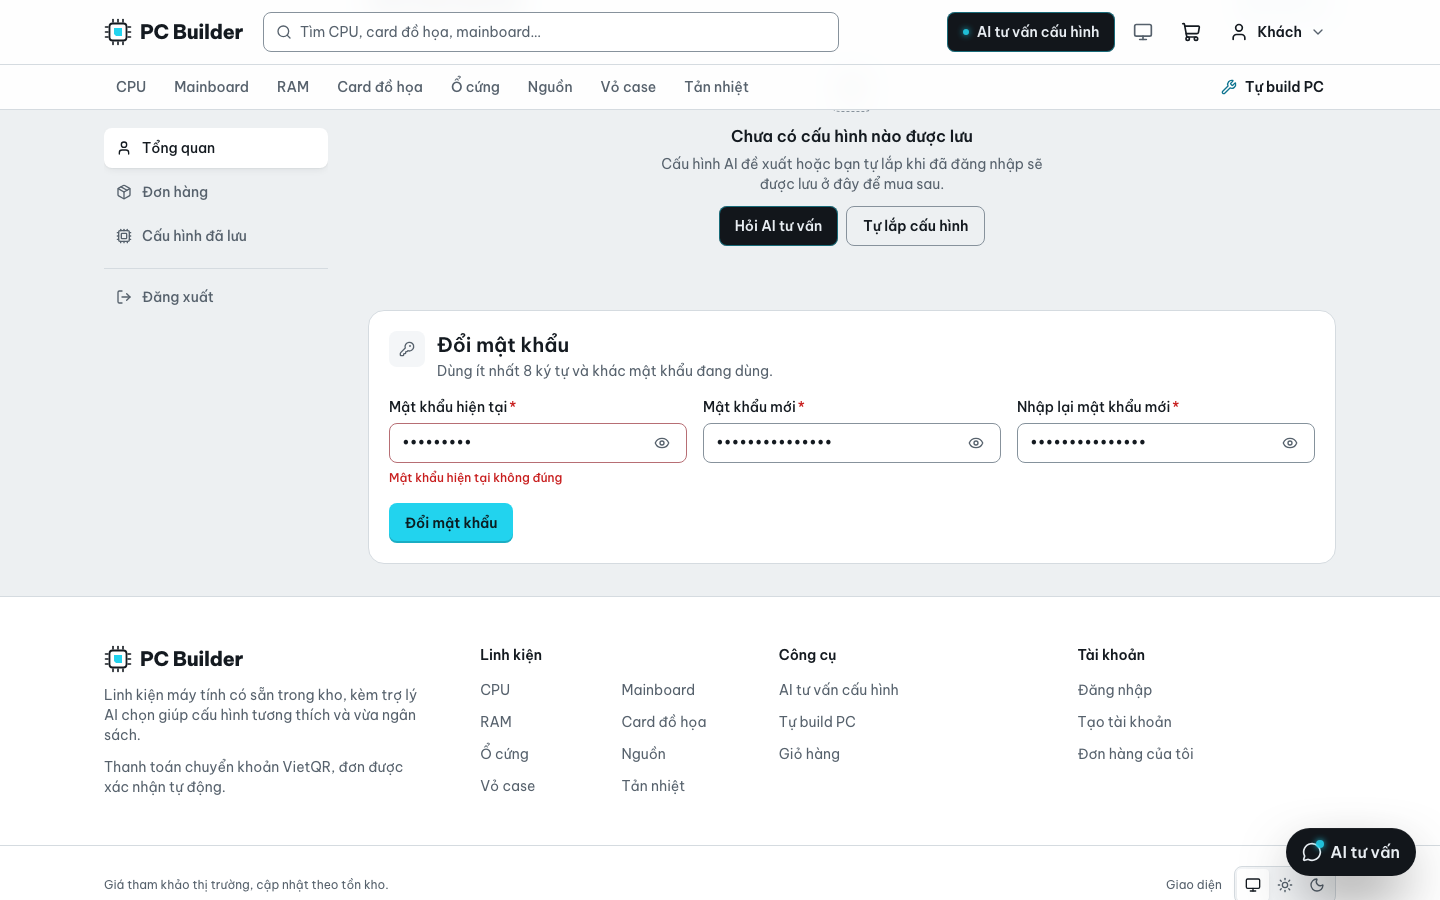 PC Builder
Tìm CPU, card đồ họa, mainboard...
AI tư vấn cấu hình
Khách
CPU
Mainboard
RAM
Card đồ họa
Ổ cứng
Nguồn
Vỏ case
Tản nhiệt
Tự build PC
Tổng quan
Đơn hàng
Cấu hình đã lưu
Đăng xuất
Chưa có cấu hình nào được lưu
Cấu hình AI đề xuất hoặc bạn tự lắp khi đã đăng nhập sẽ
được lưu ở đây để mua sau.
Hỏi AI tư vấn
Tự lắp cấu hình
Đổi mật khẩu
Dùng ít nhất 8 ký tự và khác mật khẩu đang dùng.
Mật khẩu hiện tại *
Mật khẩu mới *
Nhập lại mật khẩu mới *
•••••••••
•••••••••••••••
•••••••••••••••
Mật khẩu hiện tại không đúng
Đổi mật khẩu
PC Builder
Linh kiện máy tính có sẵn trong kho, kèm trợ lý
AI chọn giúp cấu hình tương thích và vừa ngân
sách.
Thanh toán chuyển khoản VietQR, đơn được
xác nhận tự động.
Linh kiện
CPU
Mainboard
RAM
Card đồ họa
Ổ cứng
Nguồn
Vỏ case
Tản nhiệt
Công cụ
AI tư vấn cấu hình
Tự build PC
Giỏ hàng
Tài khoản
Đăng nhập
Tạo tài khoản
Đơn hàng của tôi
AI tư vấn
Giá tham khảo thị trường, cập nhật theo tồn kho.
Giao diện